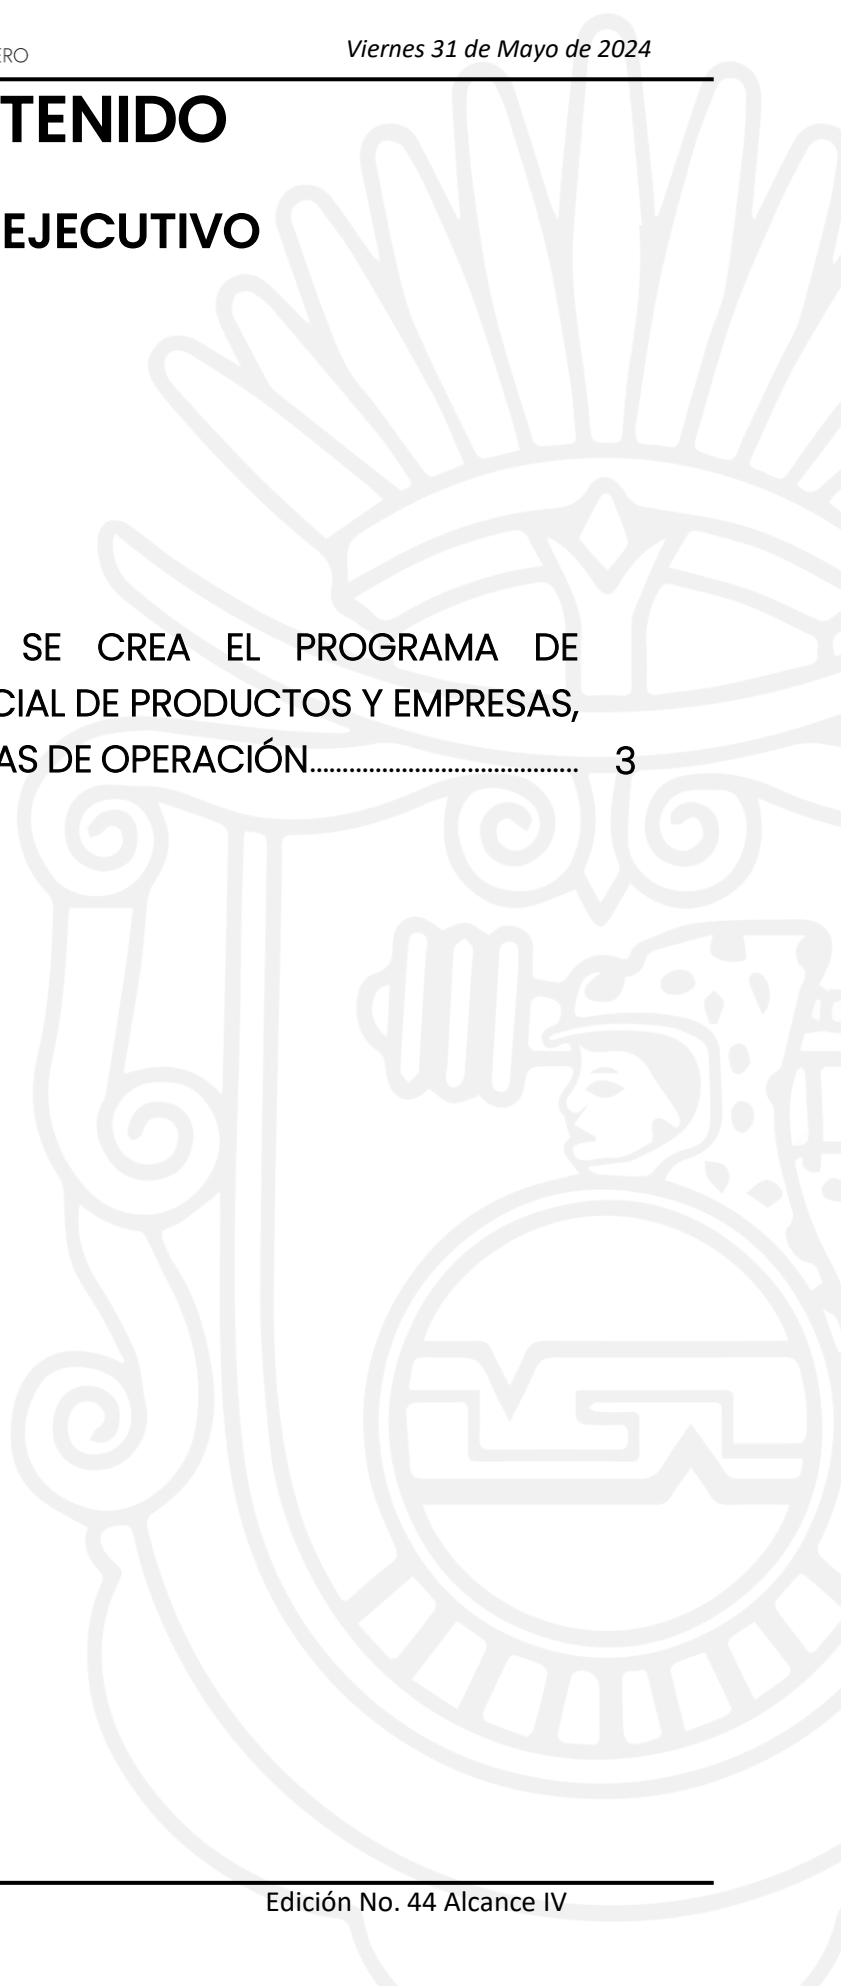 ERO
Viernes 31 de Mayo de 2024
TENIDO
EJECUTIVO
SE CREA EL PROGRAMA DE
CIAL DE PRODUCTOS Y EMPRESAS,
AS DE OPERACIÓN........................................ 3
Edición No. 44 Alcance IV